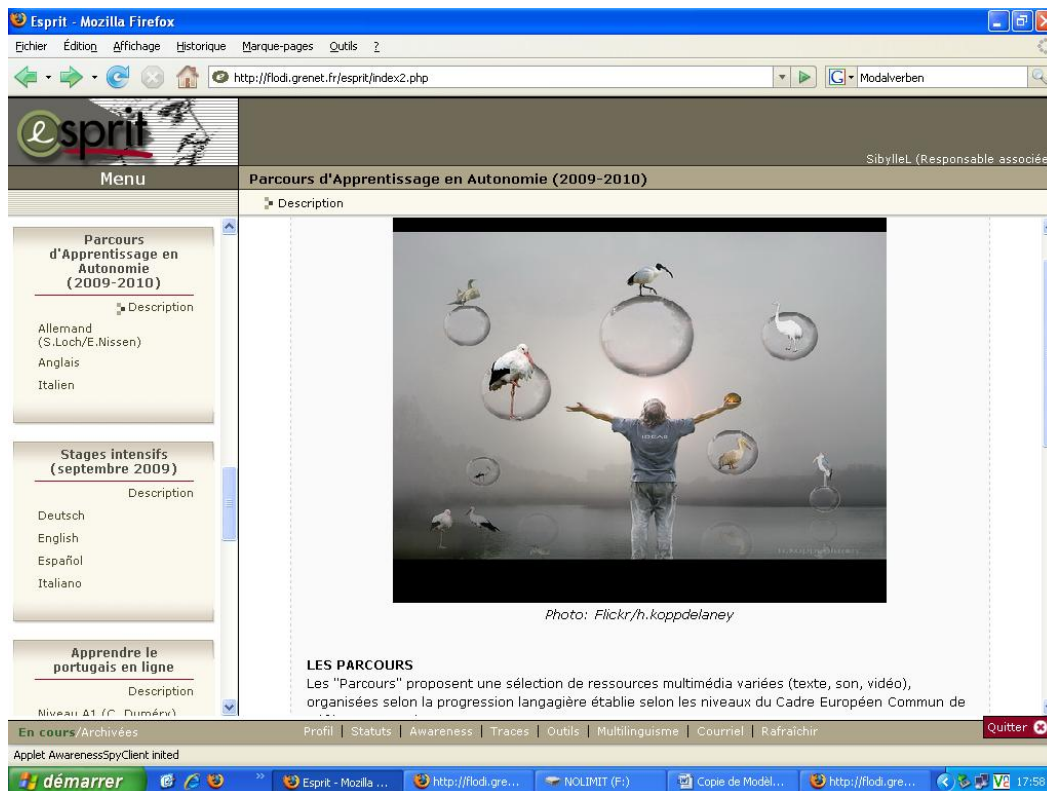 Esprit - Mozilla Firefox
Fichier Édition Affichage Historique Marque-pages Outils ?
http://flodi.grenet.fr/esprit/index2.php
Modalverben
esprit
SibylleL (Responsable associée
Menu
Parcours d'Apprentissage en Autonomie (2009-2010)
Description
Parcours
d'Apprentissage en
Autonomie
(2009-2010)
Description
Allemand
(S.Loch/E.Nissen)
Anglais
Italien
Stages intensifs
(septembre 2009)
Description
Deutsch
English
Español
Italiano
Apprendre le
portugais en ligne
Description
Niveau A1 (C. Duméry)
IDEAS
Photo: Flickr/h.koppdelaney
LES PARCOURS
Les "Parcours" proposent une sélection de ressources multimédia variées (texte, son, vidéo),
organisées selon la progression langagière établie selon les niveaux du Cadre Européen Commun de
En cours/Archivées
Profil | Statuts | Awareness | Traces | Outils | Multilinguisme | Courriel | Rafraîchir
Quitter
Applet AwarenessSpyClient inited
démarrer
Esprit - Mozilla ...
http://flodi.gre...
NOLIMIT (F:)
Copie de Modèl...
http://flodi.gre...
17:58